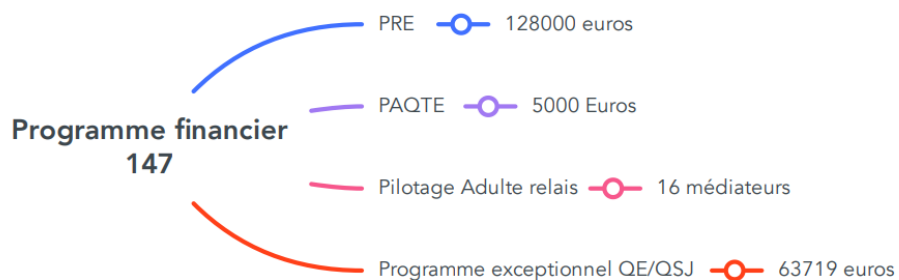 Programme financier
147
PRE
128000 euros
PAQTE
5000 Euros
Pilotage Adulte relais
16 médiateurs
Programme exceptionnel QE/QSJ
63719 euros